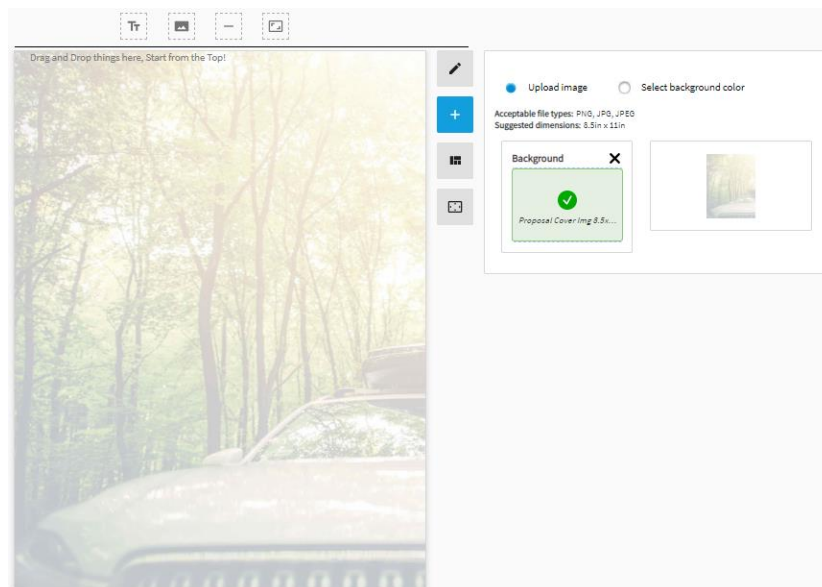 Tт
Drag and Drop things here, Start from the Top!
Upload image
Select background color
Acceptable file types: PNG, JPG, JPEG
Suggested dimensions: 8.5in x 11in
Background
Proposal Cover Img 8.5x...